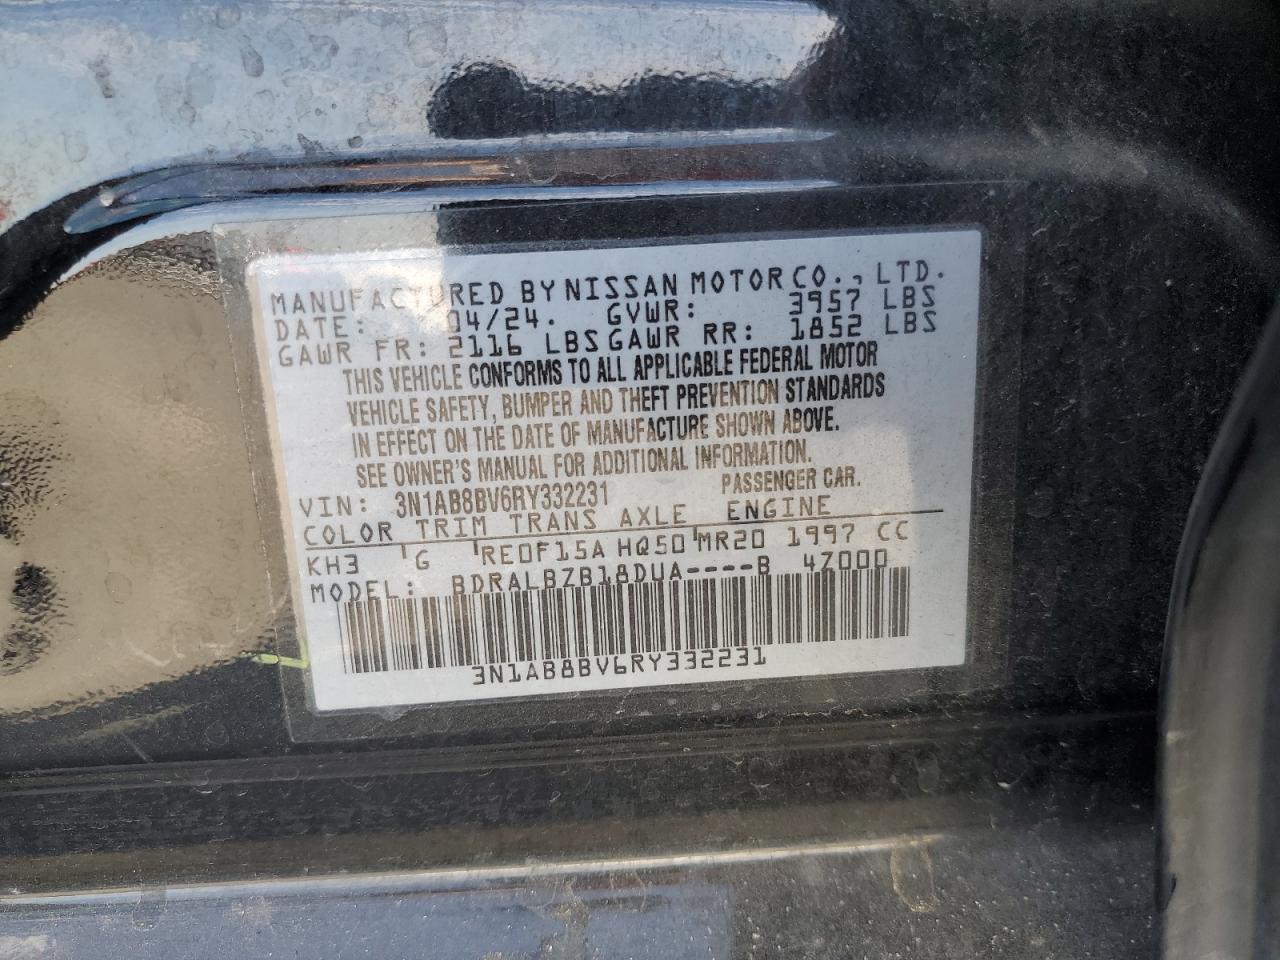 MANUFACTURED BY NISSAN MOTOR CO., LTD.
DATE: 04/24. GVWR: 3957 LBS
GAWR FR: 2116 LBS GAWR RR: 1852 LBS
THIS VEHICLE CONFORMS TO ALL APPLICABLE FEDERAL MOTOR
VEHICLE SAFETY, BUMPER AND THEFT PREVENTION STANDARDS
IN EFFECT ON THE DATE OF MANUFACTURE SHOWN ABOVE.
SEE OWNER'S MANUAL FOR ADDITIONAL INFORMATION.
VIN: 3N1AB8BV6RY332231 PASSENGER CAR.
COLOR TRIM TRANS AXLE ENGINE
KH3 G RE0F15A HQ50 MR20 1997 CC
MODEL: BDRALBZB18DUA----B 4Z000
3N1AB8BV6RY332231